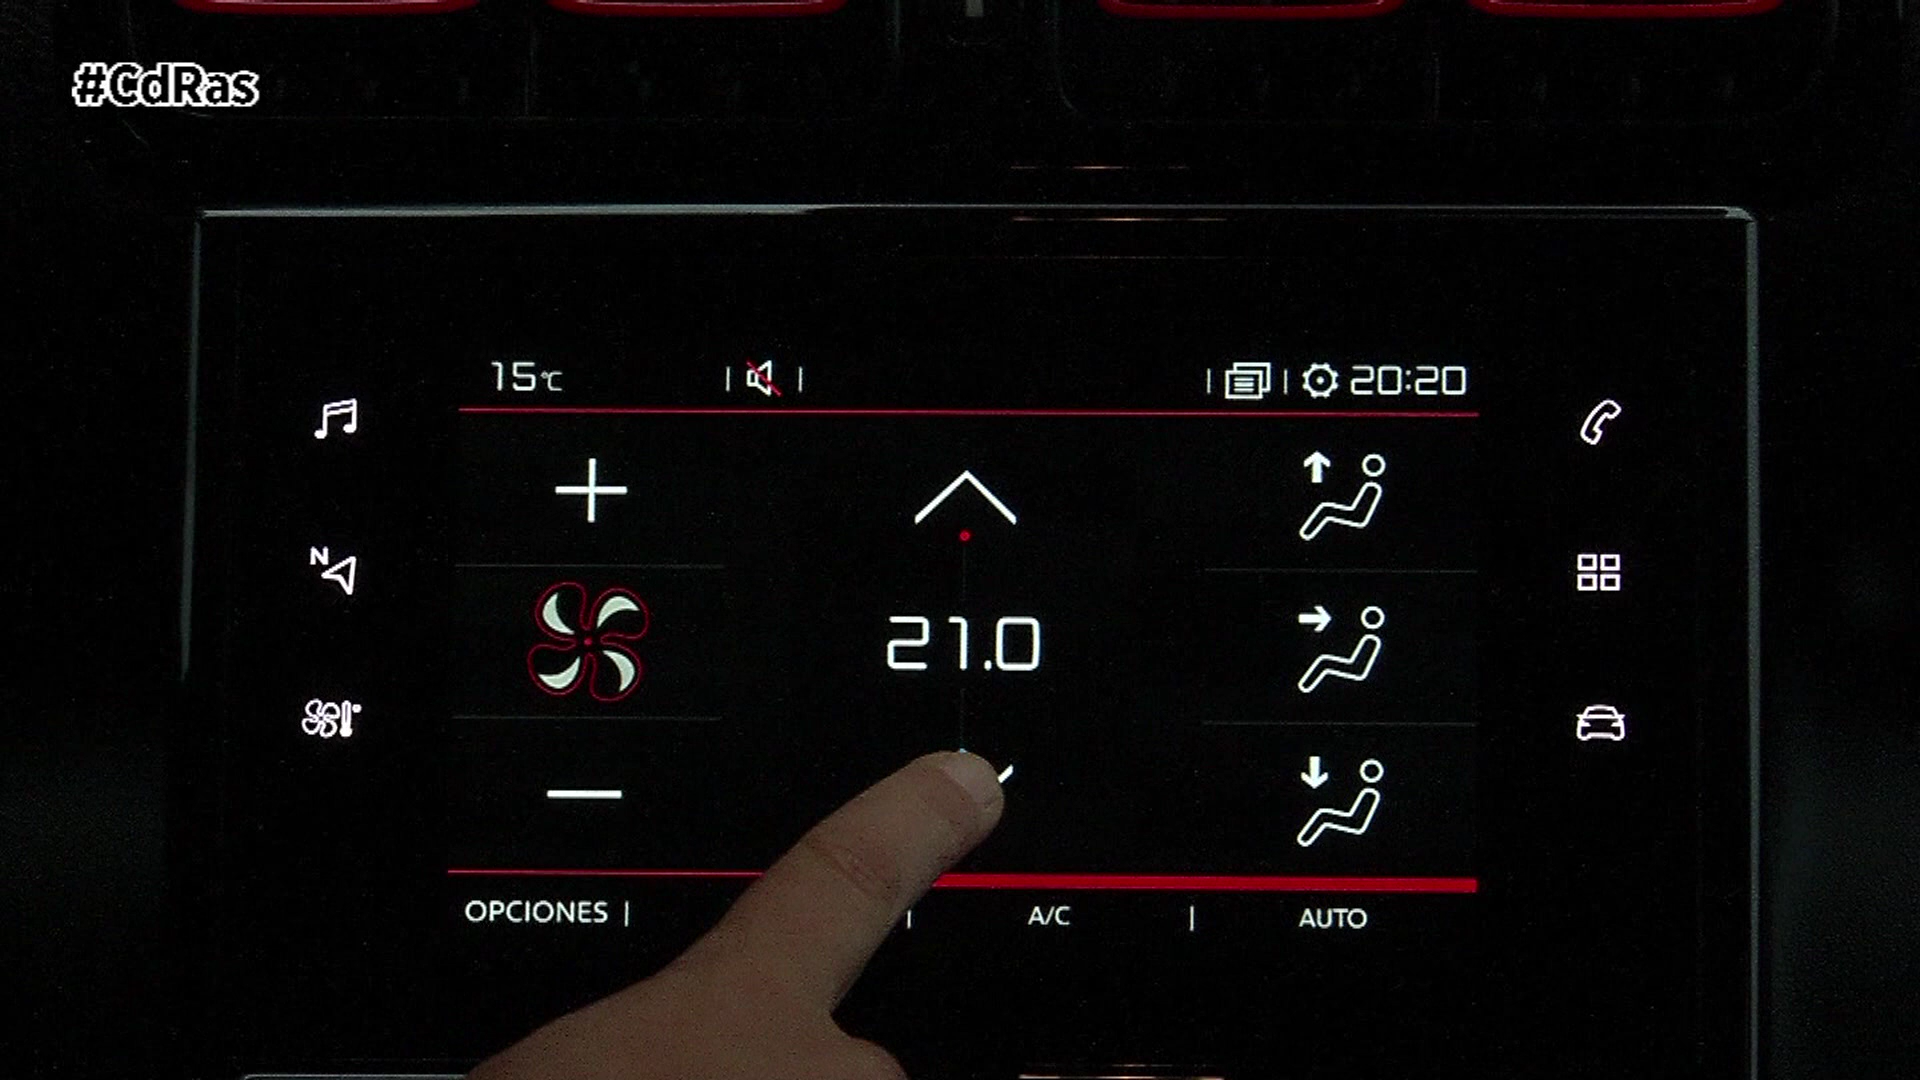 #CdRas
15°C
20:20
N
21.0
OPCIONES | | A/C | AUTO